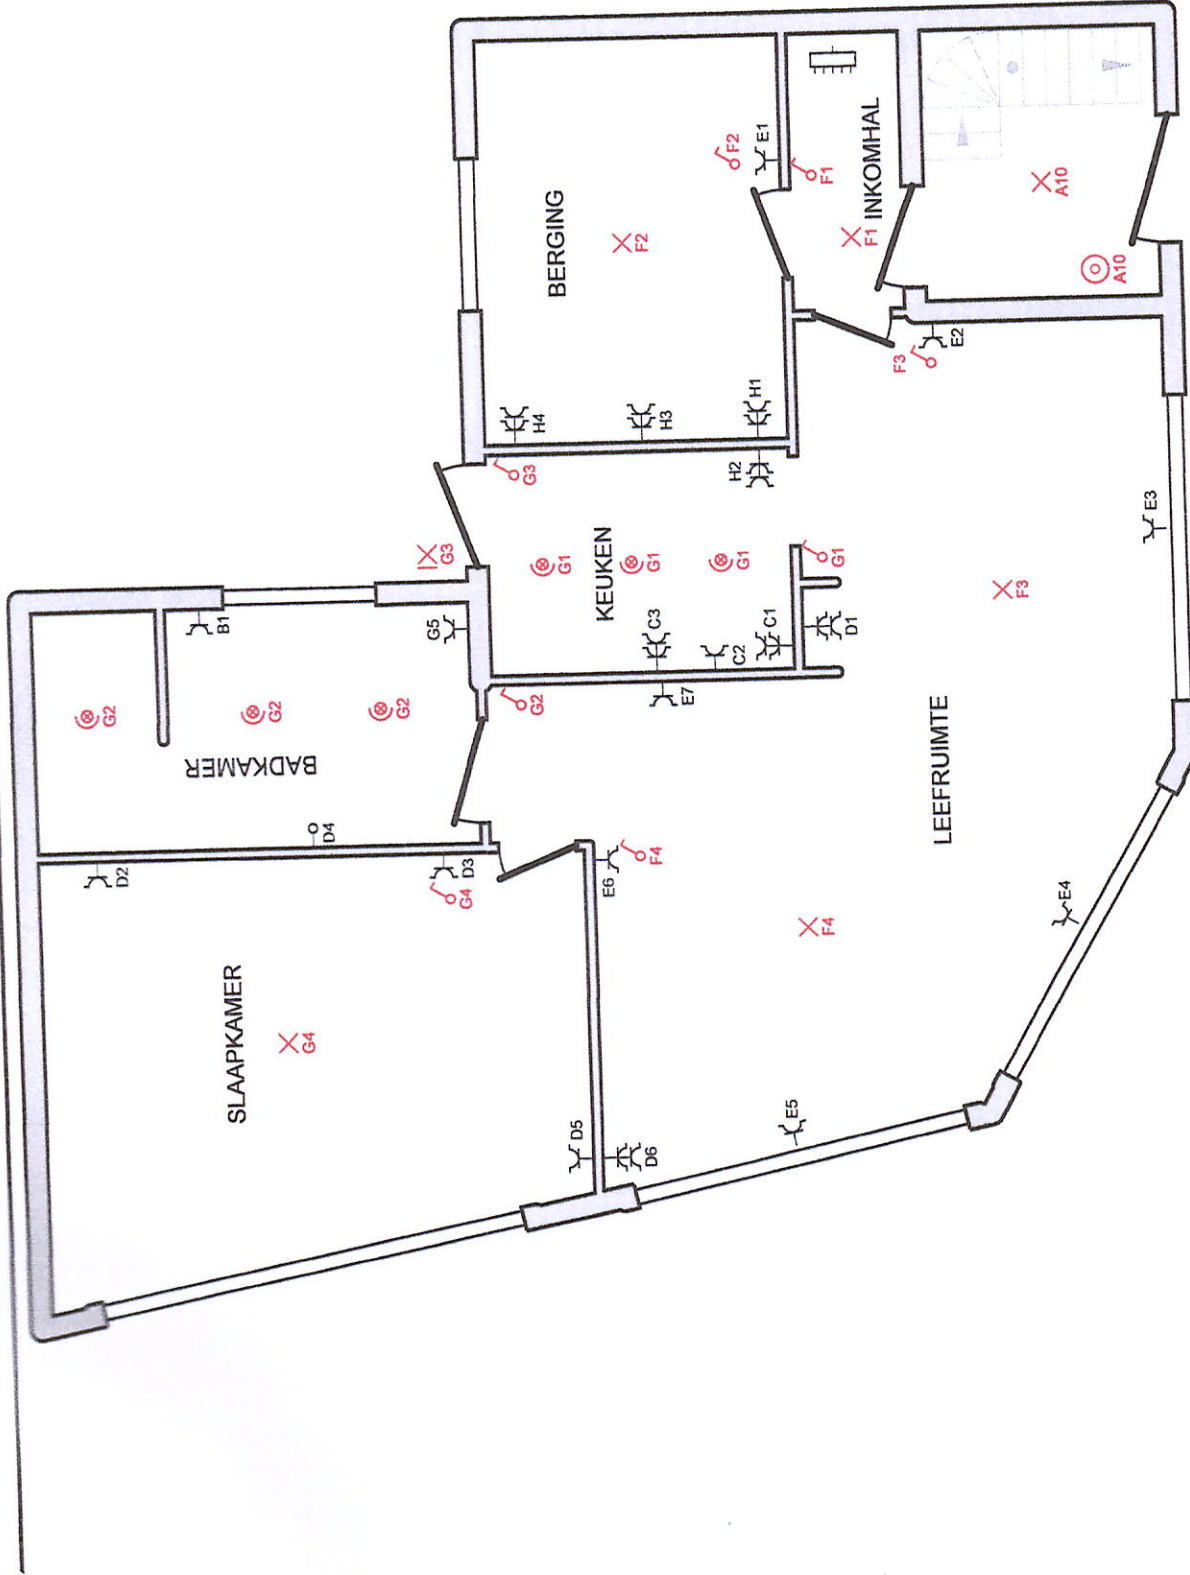 G2
D2
B1
SLAAPKAMER
BADKAMER
G2
G4
D4
G2
G5
G3
G4
D3
G3
G2
H4
BERGING
G1
D5
KEUKEN
E6
F2
D6
F4
G1
C3
H3
E7
F2
H2
C2
G1
H1
E1
C1
E5
F4
G1
F1
D1
F1
INKOMHAL
F3
LEEFRUIMTE
E2
F3
E4
A10
A10
E3